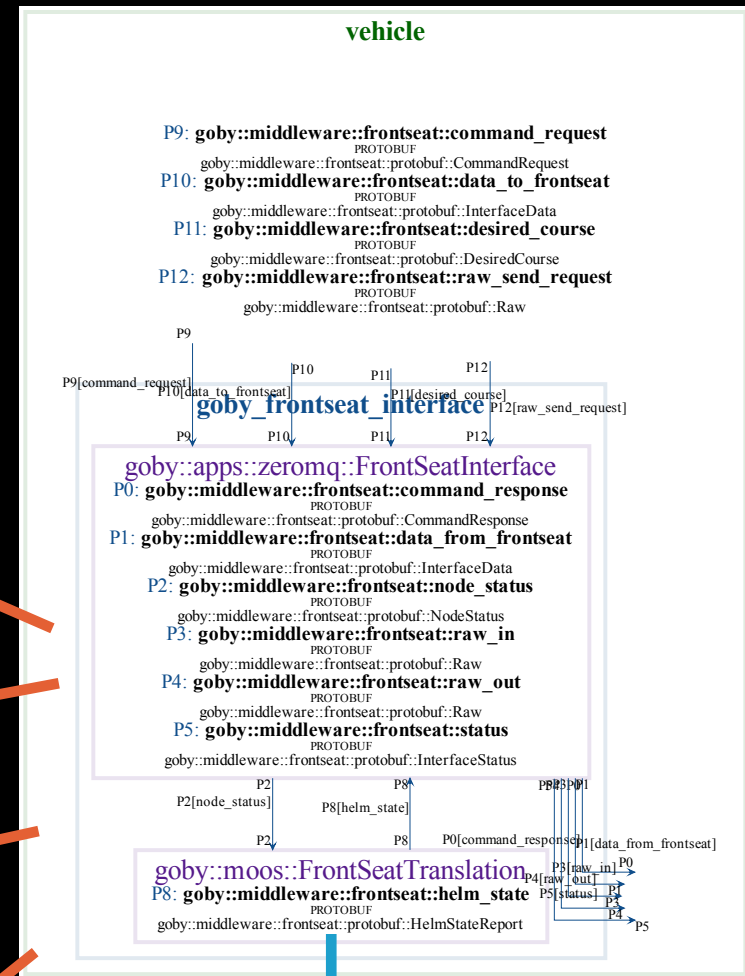 vehicle
P9: goby::middleware::frontseat::command_request
PROTOBUF
goby::middleware::frontseat::protobuf::CommandRequest
P10: goby::middleware::frontseat::data_to_frontseat
PROTOBUF
goby::middleware::frontseat::protobuf::InterfaceData
P11: goby::middleware::frontseat::desired_course
PROTOBUF
goby::middleware::frontseat::protobuf::DesiredCourse
P12: goby::middleware::frontseat::raw_send_request
PROTOBUF
goby::middleware::frontseat::protobuf::Raw
P9
P10 P11 P12
P9[command_request] P10[data_to_frontseat] P11[desired_course] P12[raw_send_request]
goby_frontseat_interface
P9 P10 P11 P12
goby::apps::zeromq::FrontSeatInterface
P0: goby::middleware::frontseat::command_response
PROTOBUF
goby::middleware::frontseat::protobuf::CommandResponse
P1: goby::middleware::frontseat::data_from_frontseat
PROTOBUF
goby::middleware::frontseat::protobuf::InterfaceData
P2: goby::middleware::frontseat::node_status
PROTOBUF
goby::middleware::frontseat::protobuf::NodeStatus
P3: goby::middleware::frontseat::raw_in
PROTOBUF
goby::middleware::frontseat::protobuf::Raw
P4: goby::middleware::frontseat::raw_out
PROTOBUF
goby::middleware::frontseat::protobuf::Raw
P5: goby::middleware::frontseat::status
PROTOBUF
goby::middleware::frontseat::protobuf::InterfaceStatus
P2 P8 P1
P2[node_status] P8[helm_state]
P2 P8 P0[command_response] P1[data_from_frontseat]
P3[raw_in] P0
P4[raw_out]
P5[status] P1
P3
P4
P5
goby::moos::FrontSeatTranslation
P8: goby::middleware::frontseat::helm_state
PROTOBUF
goby::middleware::frontseat::protobuf::HelmStateReport